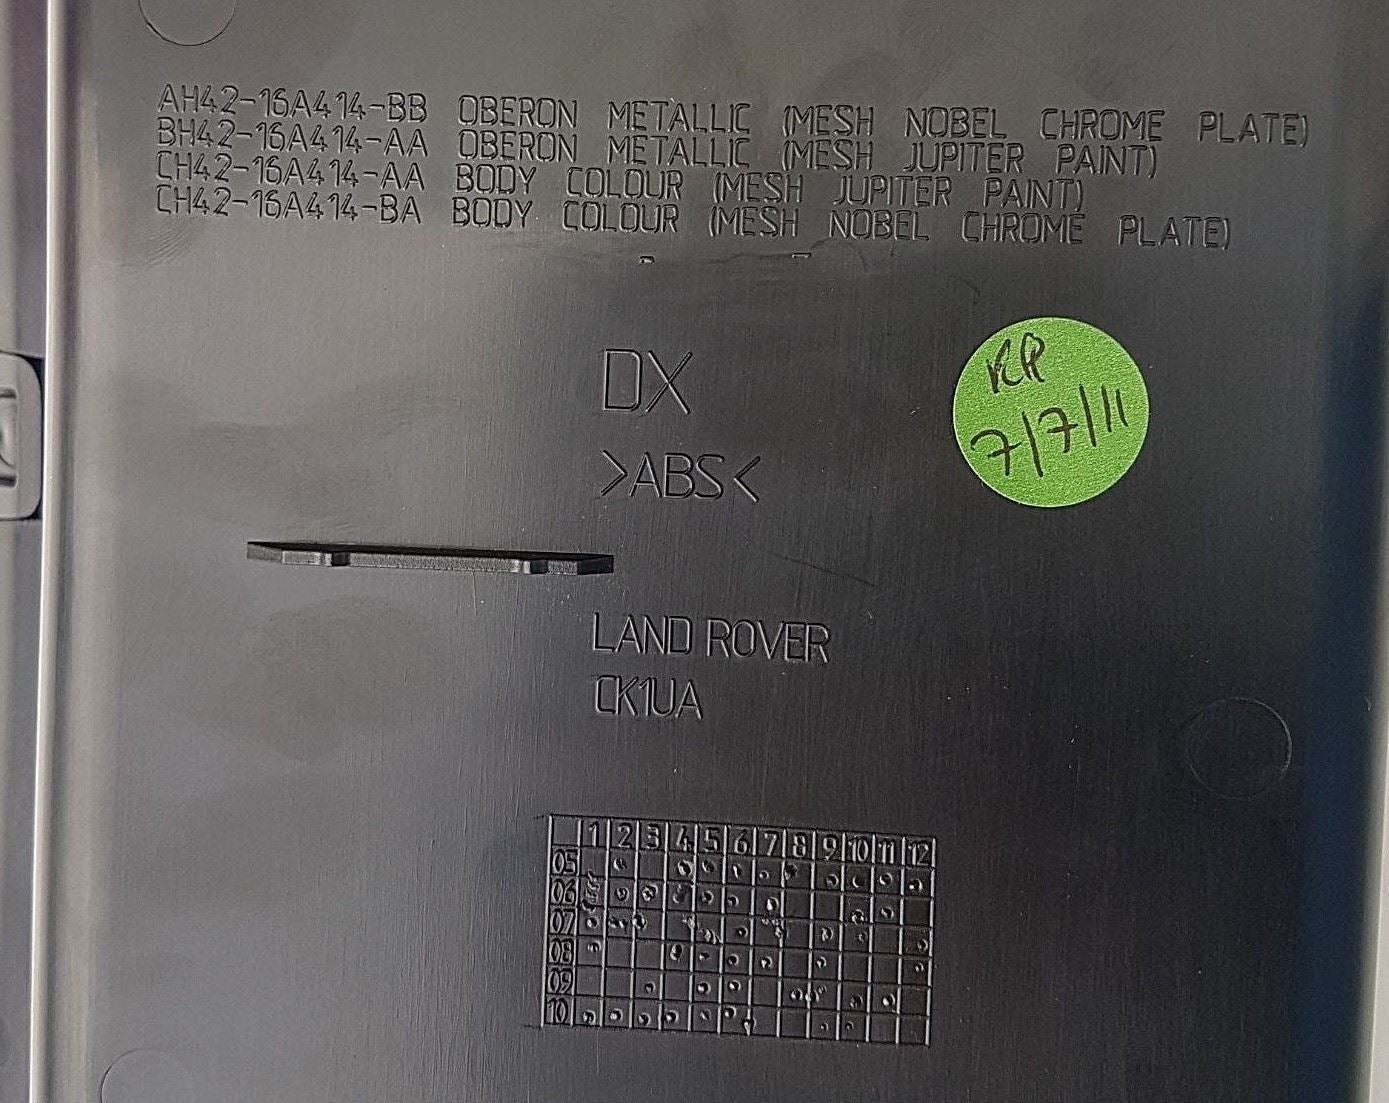 AH42-16A414-BB OBERON METALLIC (MESH NOBEL CHROME PLATE)
BH42-16A414-AA OBERON METALLIC (MESH JUPITER PAINT)
CH42-16A414-AA BODY COLOUR (MESH JUPITER PAINT)
CH42-16A414-BA BODY COLOUR (MESH NOBEL CHROME PLATE)
DX
7/7/11
>ABS<
LAND ROVER
CK1UA
1 2 3 4 5 6 7 8 9 10 11 12
05
06
07
08
09
10